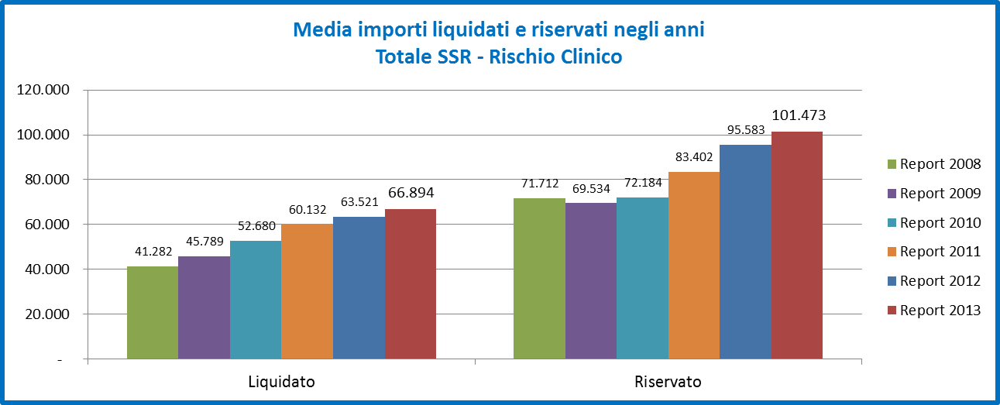 Media importi liquidati e riservati negli anni
Totale SSR - Rischio Clinico
120.000
100.000
80.000
60.000
40.000
20.000
-
41.282
45.789
52.680
60.132
63.521
66.894
71.712
69.534
72.184
83.402
95.583
101.473
Liquidato
Riservato
Report 2008
Report 2009
Report 2010
Report 2011
Report 2012
Report 2013